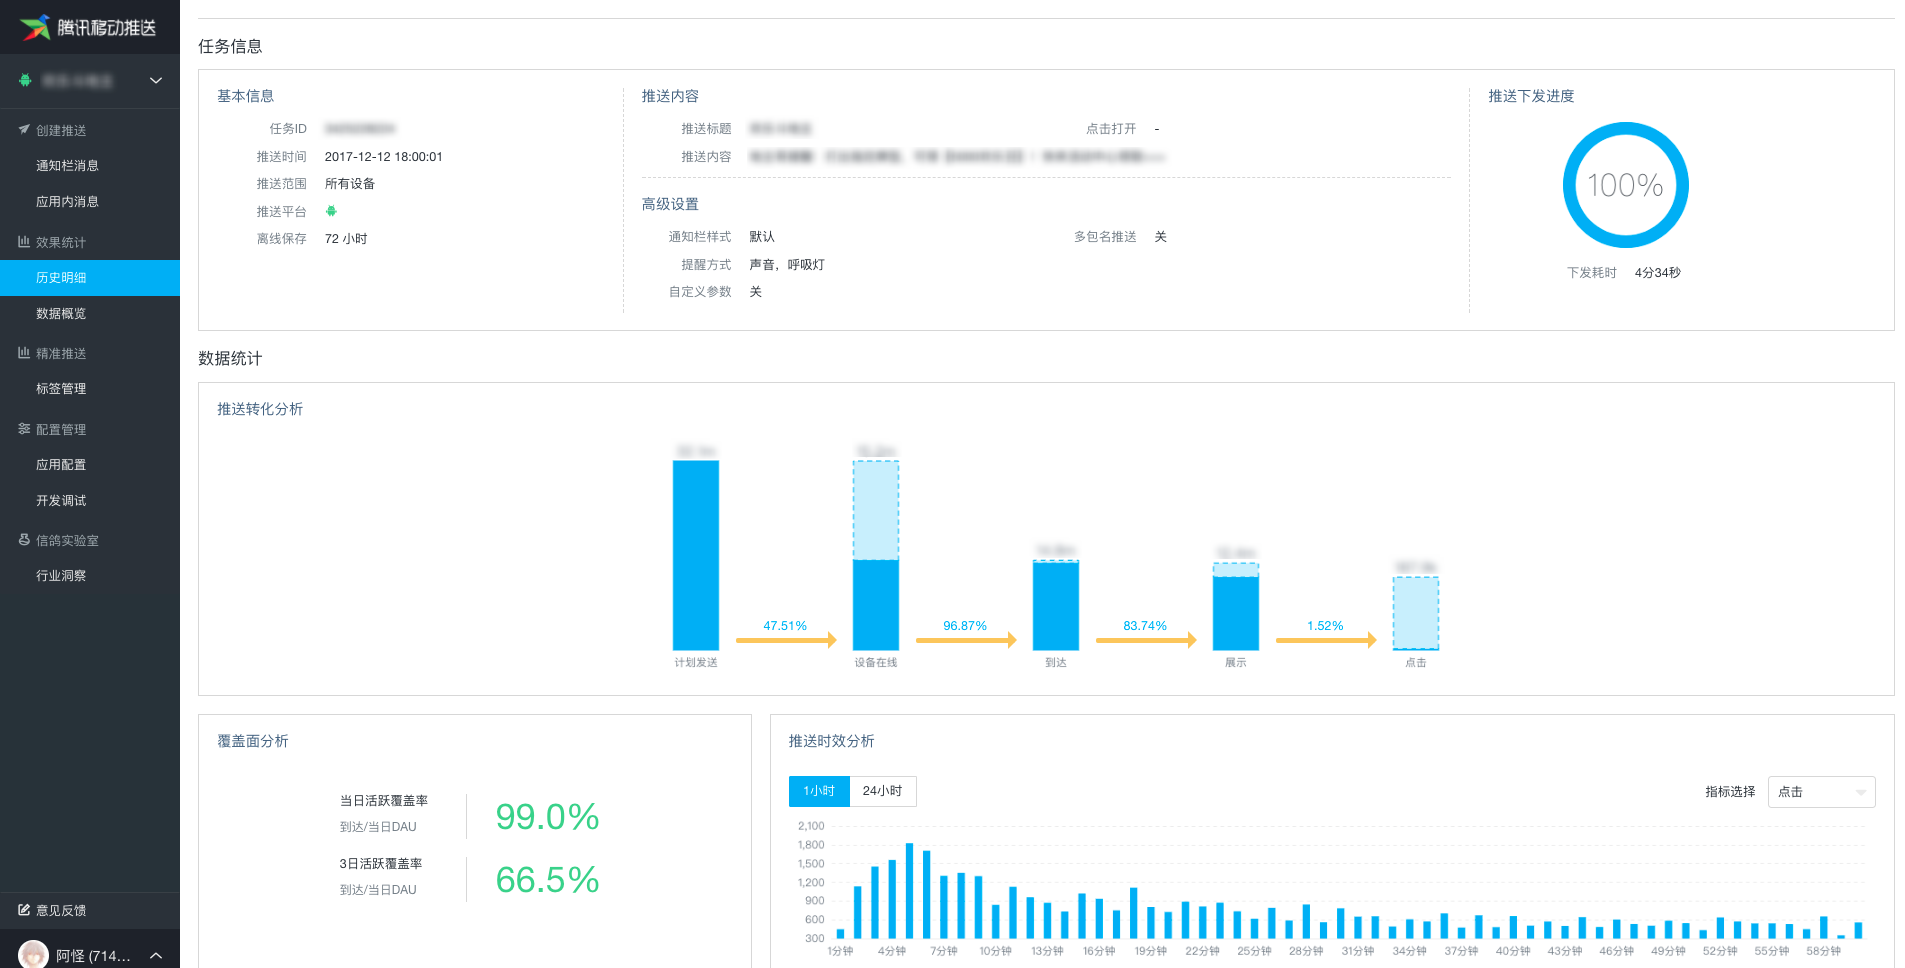 腾讯移动推送
创建推送
通知栏消息
应用内消息
效果统计
历史明细
数据概览
精准推送
标签管理
配置管理
应用配置
开发调试
信鸽实验室
行业洞察
意见反馈
阿怪 (714...
任务信息
基本信息
任务ID
推送时间 2017-12-12 18:00:01
推送范围 所有设备
推送平台
离线保存 72 小时
推送内容
推送标题
点击打开 -
推送内容
高级设置
通知栏样式 默认
多包名推送 关
提醒方式 声音，呼吸灯
自定义参数 关
推送下发进度
100%
下发耗时 4分34秒
数据统计
推送转化分析
47.51%
96.87%
83.74%
1.52%
计划发送
设备在线
到达
展示
点击
覆盖面分析
当日活跃覆盖率
到达/当日DAU
99.0%
3日活跃覆盖率
到达/当日DAU
66.5%
推送时效分析
1小时
24小时
指标选择 点击
2,100
1,800
1,500
1,200
900
600
300
1分钟 4分钟 7分钟 10分钟 13分钟 16分钟 19分钟 22分钟 25分钟 28分钟 31分钟 34分钟 37分钟 40分钟 43分钟 46分钟 49分钟 52分钟 55分钟 58分钟